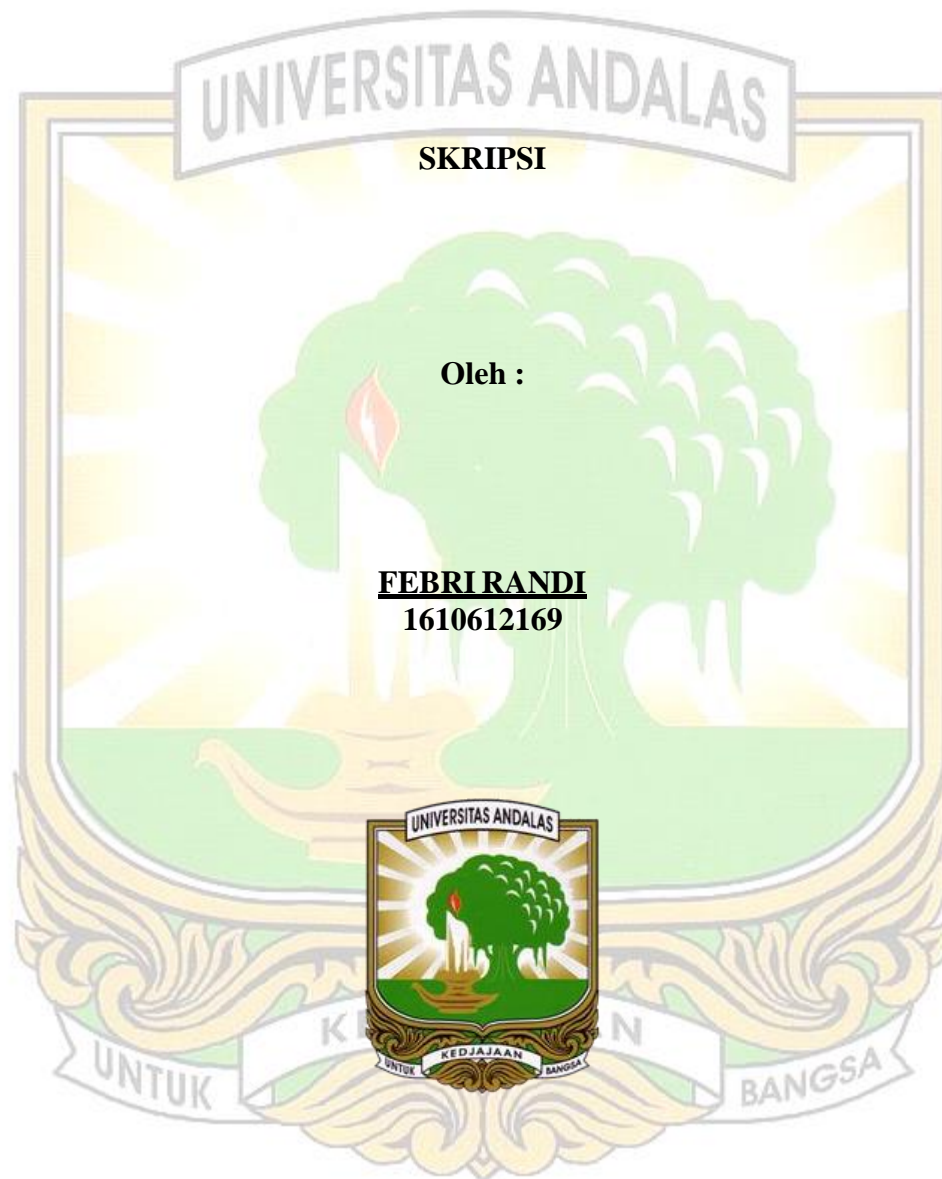 UNIVERSITAS ANDALAS
SKRIPSI
Oleh :
FEBRI RANDI
1610612169
UNIVERSITAS ANDALAS
UNTUK KEDJAJAAN BANGSA
UNTUK BANGSA